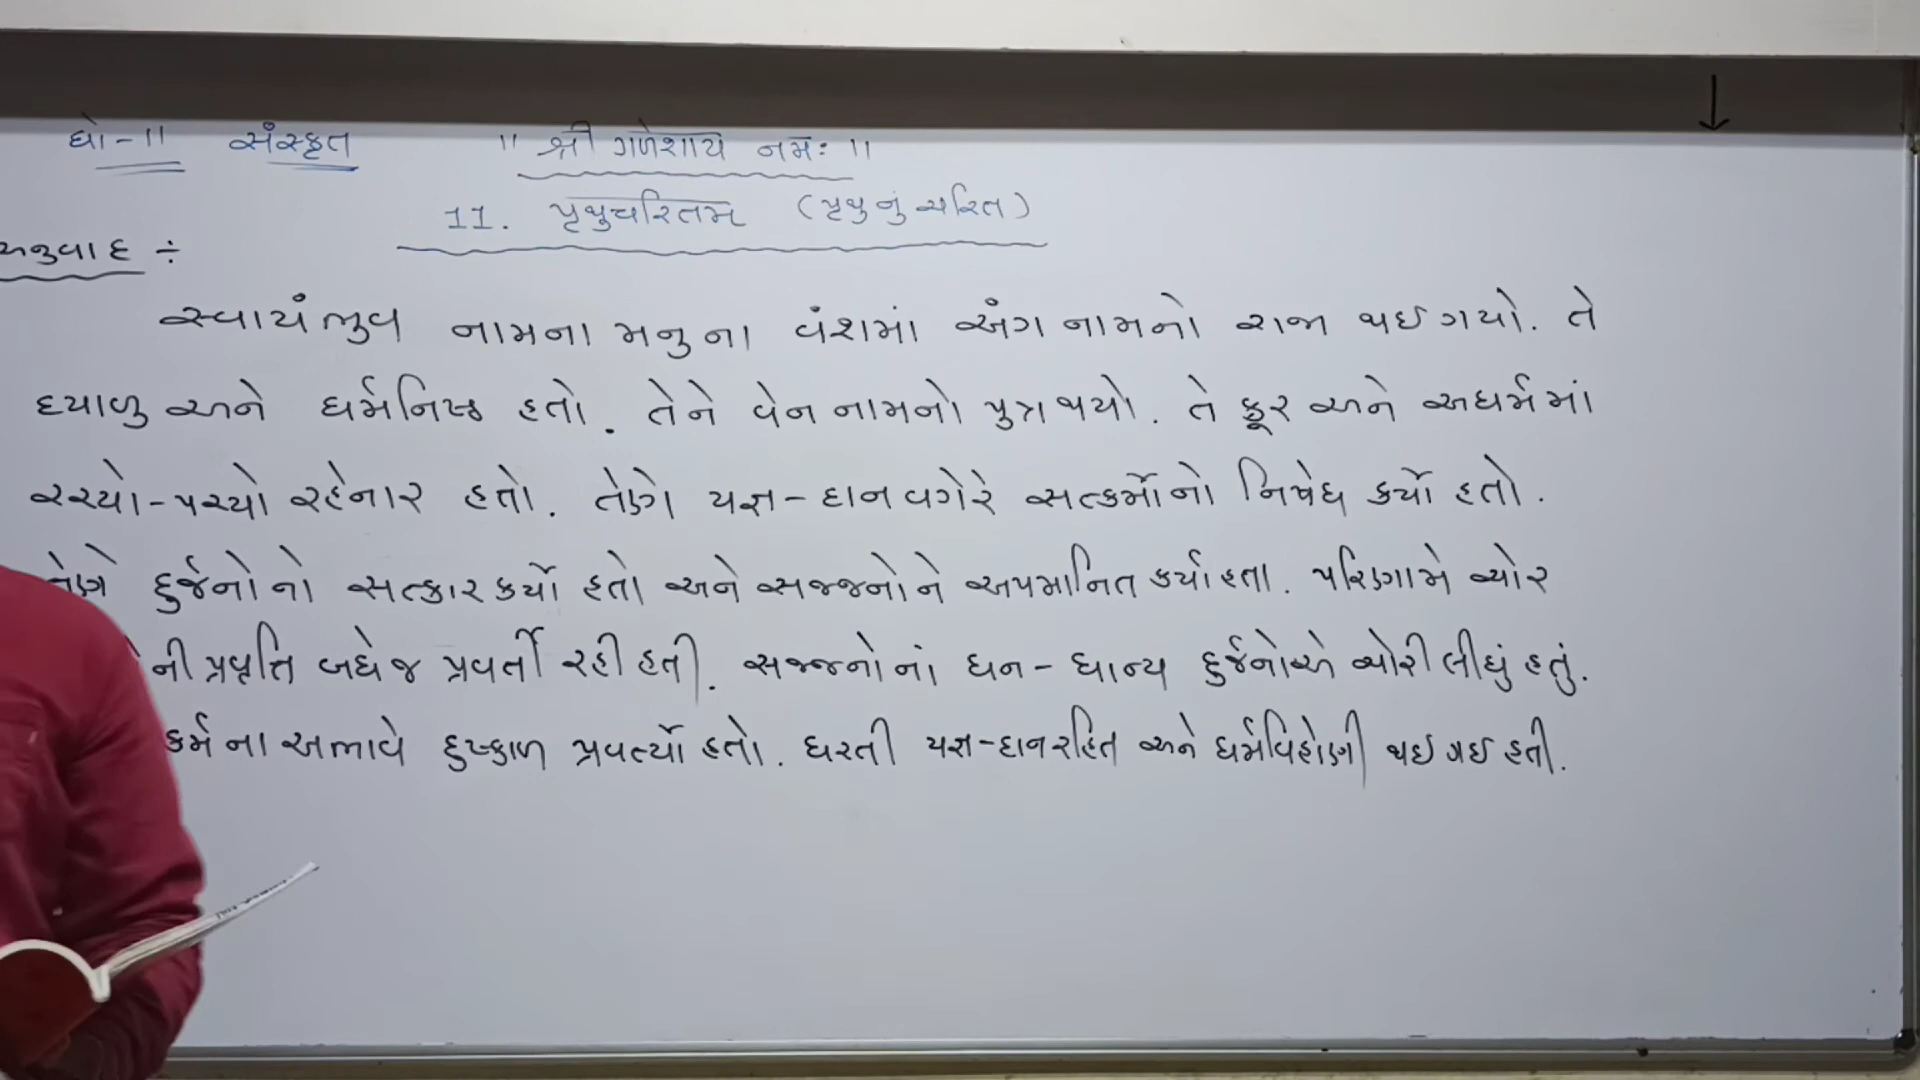 ધો-11 સંસ્કૃત " શ્રી ગણેશાય નમઃ "
11. પૃથુચરિતમ્ (પૃથુનું ચરિત)
અનુવાદ ÷
સ્વાયંભુવ નામના મનુના વંશમાં અંગ નામનો રાજા થઈ ગયો. તે
દયાળુ અને ધર્મનિષ્ઠ હતો. તેને વેન નામનો પુત્ર થયો. તે ક્રૂર અને અધર્મમાં
રચ્યો-પચ્યો રહેનાર હતો. તેણે યજ્ઞ-દાન વગેરે સત્કર્મોનો નિષેધ કર્યો હતો.
તેણે દુર્જનોનો સત્કાર કર્યો હતો અને સજ્જનોને અપમાનિત કર્યા હતા. પરિણામે ચોર
ની પ્રવૃત્તિ બધે જ પ્રવર્તી રહી હતી. સજ્જનોનાં ધન-ધાન્ય દુર્જનોએ ચોરી લીધું હતું.
કર્મના અભાવે દુષ્કાળ પ્રવર્ત્યો હતો. ધરતી યજ્ઞ-દાનરહિત અને ધર્મવિહોણી થઈ ગઈ હતી.